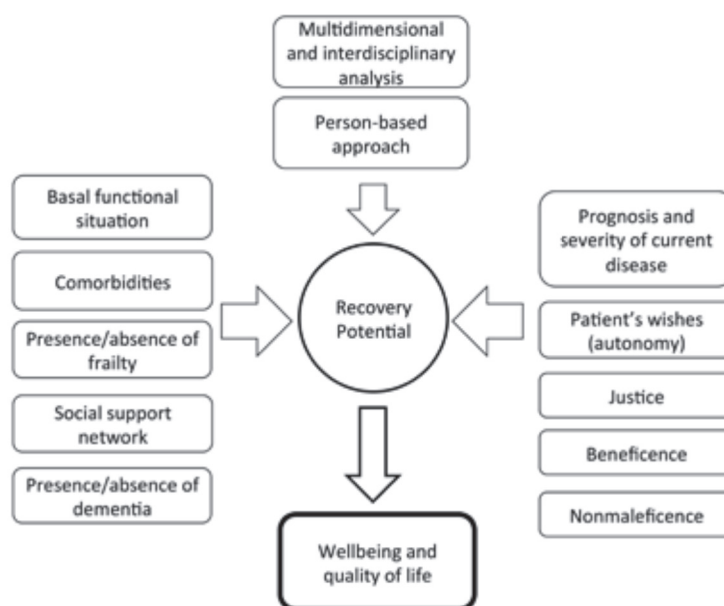 Multidimensional
and interdisciplinary
analysis
Person-based
approach
Basal functional
situation
Comorbidities
Presence/absence of
frailty
Social support
network
Presence/absence of
dementia
Recovery
Potential
Prognosis and
severity of current
disease
Patient's wishes
(autonomy)
Justice
Beneficence
Nonmaleficence
Wellbeing and
quality of life